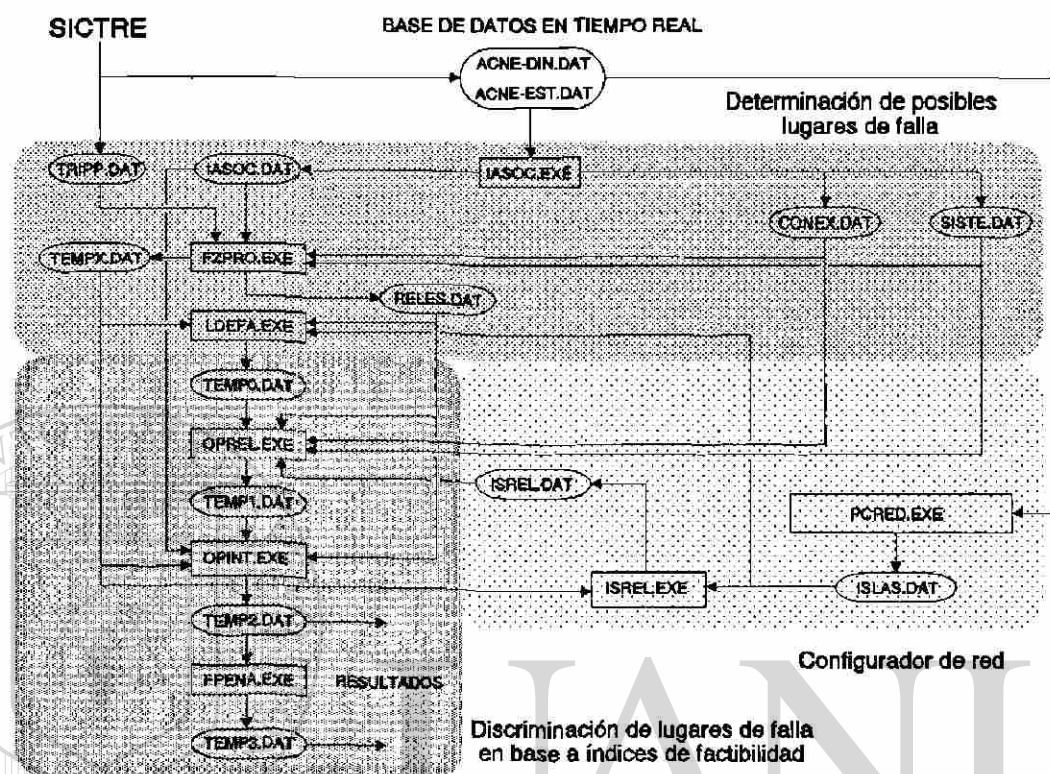 SICTRE
BASE DE DATOS EN TIEMPO REAL
ACNE-DIN.DAT
ACNE-EST.DAT
Determinación de posibles
lugares de falla
TRIPP.DAT
IASOC.DAT
IASOC.EXE
CONEX.DAT
SISTE.DAT
TEMPX.DAT
FZPRO.EXE
RELES.DAT
LDEFA.EXE
TEMP0.DAT
OPREL.EXE
ISREL.DAT
TEMP1.DAT
PCRED.EXE
OPINT.EXE
ISREL.EXE
ISLAS.DAT
TEMP2.DAT
FPENA.EXE
RESULTADOS
Configurador de red
TEMP3.DAT
Discriminación de lugares de falla
en base a índices de factibilidad
UANI